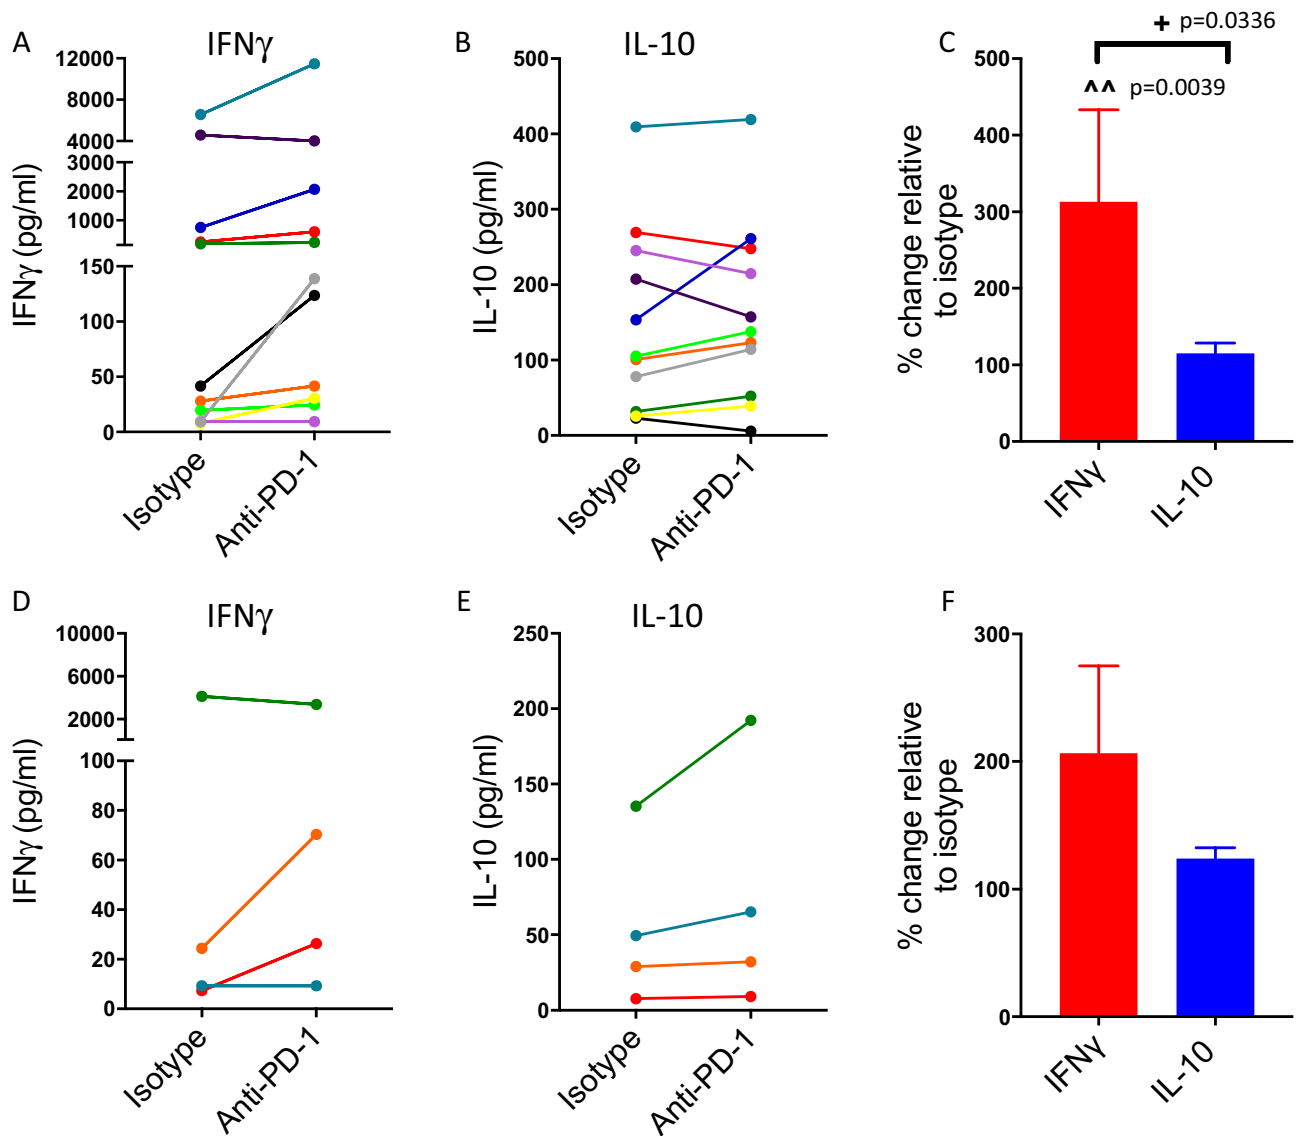 A
IFNγ
IFNγ (pg/ml)
12000
8000
4000
3000
2000
1000
150
100
50
0
Isotype
Anti-PD-1
B
IL-10
IL-10 (pg/ml)
500
400
300
200
100
0
Isotype
Anti-PD-1
C
+ p=0.0336
^^ p=0.0039
% change relative
to isotype
500
400
300
200
100
0
IFNγ
IL-10
D
IFNγ
IFNγ (pg/ml)
10000
6000
2000
100
80
60
40
20
0
Isotype
Anti-PD-1
E
IL-10
IL-10 (pg/ml)
250
200
150
100
50
0
Isotype
Anti-PD-1
F
% change relative
to isotype
300
200
100
0
IFNγ
IL-10